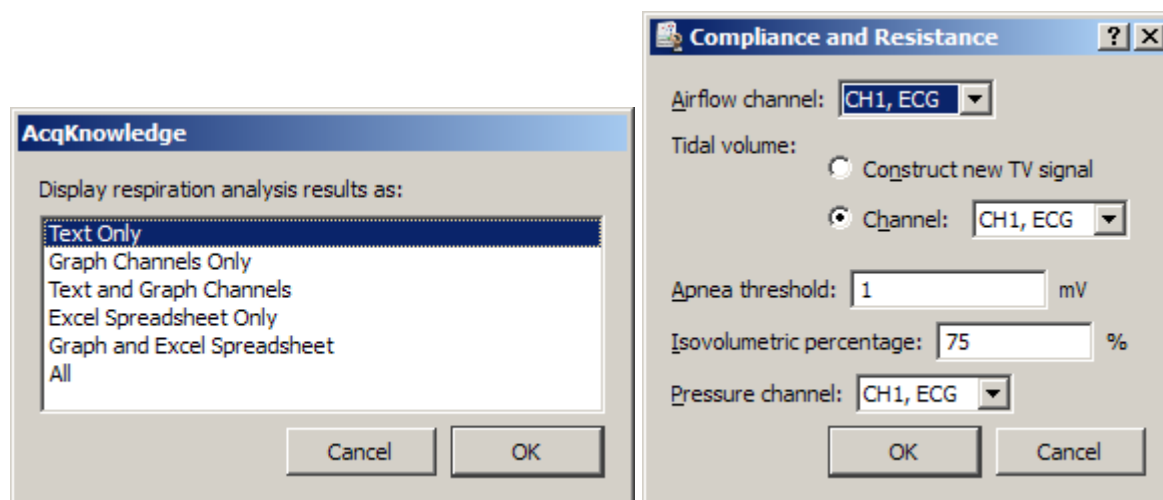 AcqKnowledge
Display respiration analysis results as:
Text Only
Graph Channels Only
Text and Graph Channels
Excel Spreadsheet Only
Graph and Excel Spreadsheet
All
Cancel OK
Compliance and Resistance ?
Airflow channel: CH1, ECG
Tidal volume:
Construct new TV signal
Channel: CH1, ECG
Apnea threshold: 1 mV
Isovolumetric percentage: 75 %
Pressure channel: CH1, ECG
OK Cancel